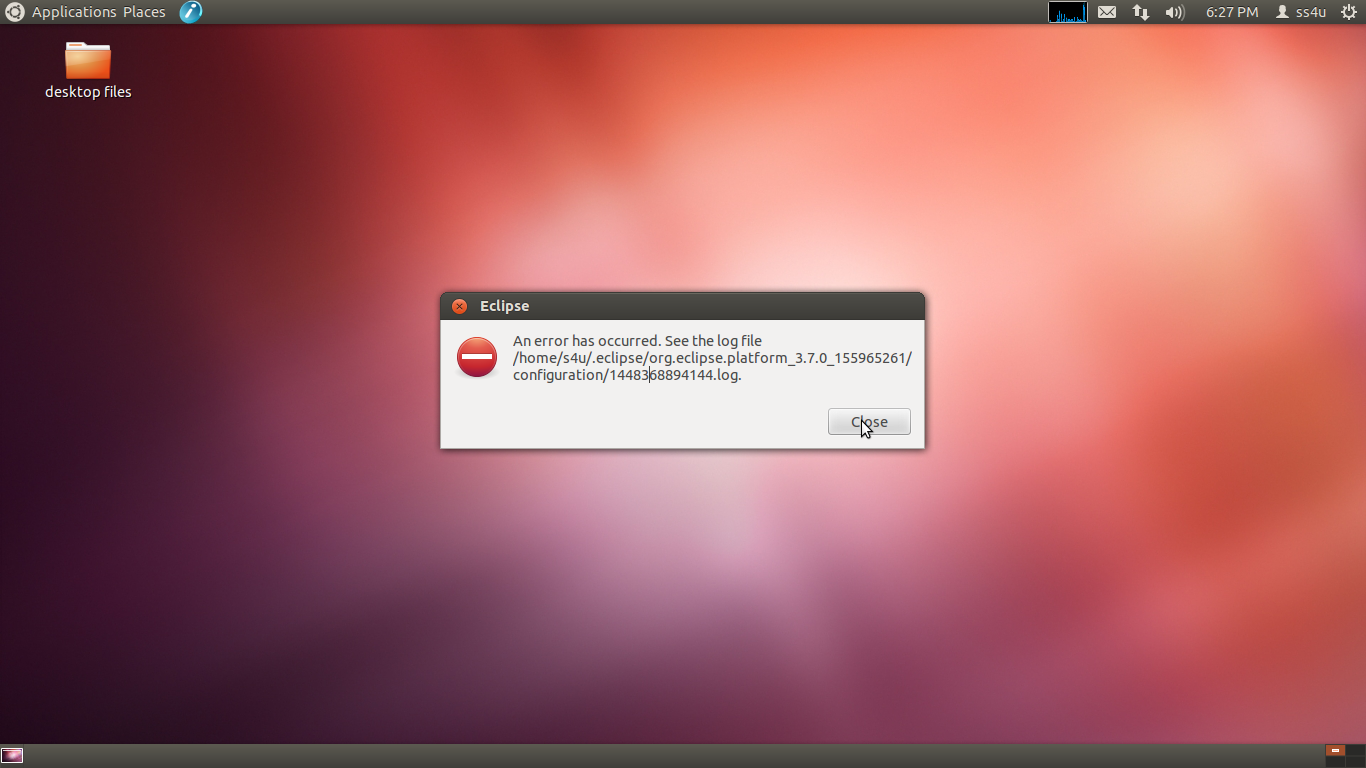 Applications Places
6:27 PM ss4u
desktop files
Eclipse
An error has occurred. See the log file
/home/s4u/.eclipse/org.eclipse.platform_3.7.0_155965261/
configuration/1448368894144.log.
Close